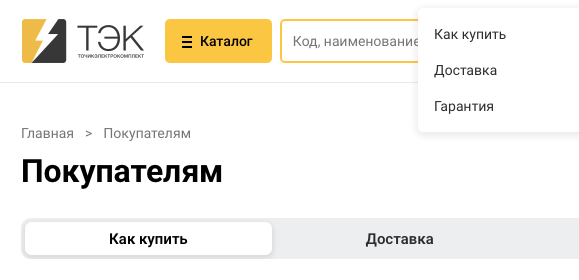 ТЭК
ТОЧИКЭЛЕКТРОКОМПЛЕКТ
Каталог
Код, наименование
Как купить
Доставка
Гарантия
Главная > Покупателям
Покупателям
Как купить
Доставка